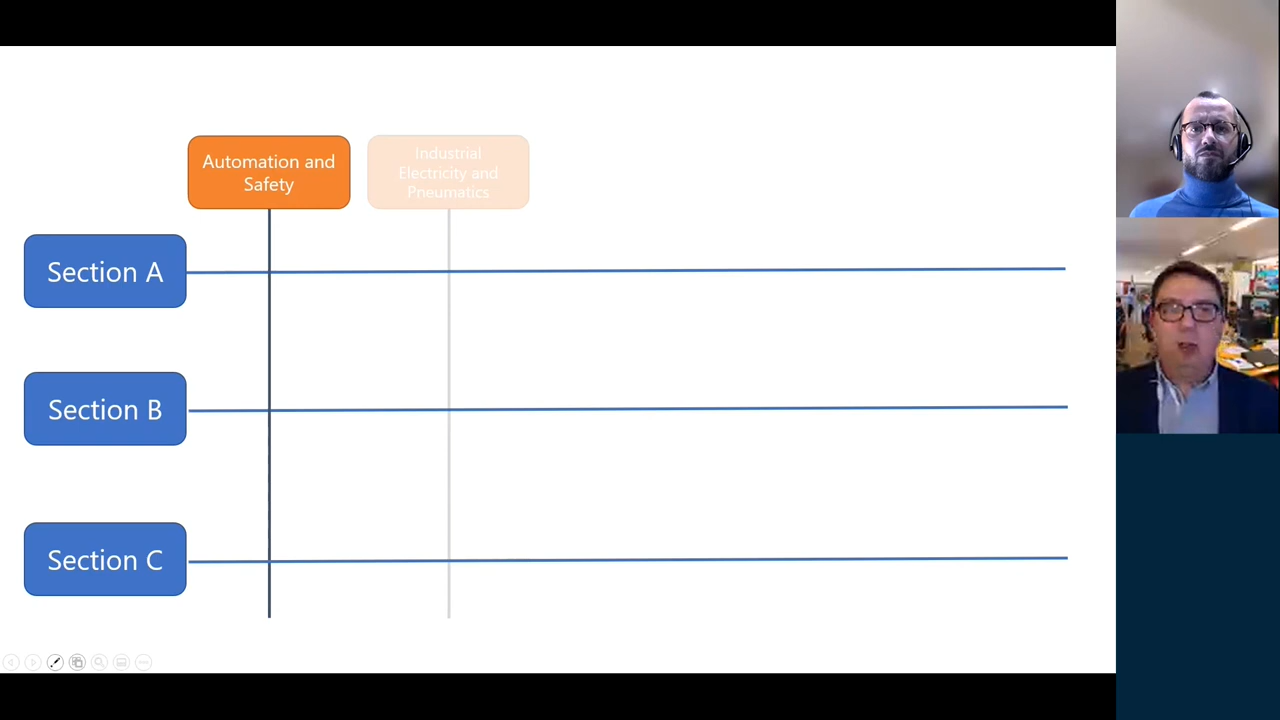 Automation and
Safety
Industrial
Electricity and
Pneumatics
Section A
Section B
Section C